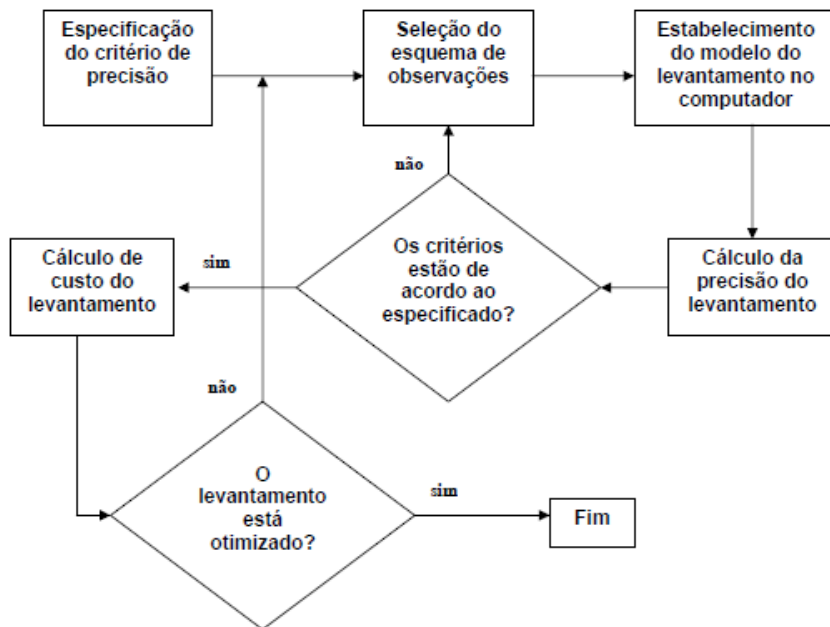 Especificação
do critério de
precisão
Seleção do
esquema de
observações
Estabelecimento
do modelo do
levantamento no
computador
não
Cálculo de
custo do
levantamento
sim
Os critérios
estão de
acordo ao
especificado?
Cálculo da
precisão do
levantamento
não
O
levantamento
está
otimizado?
sim
Fim